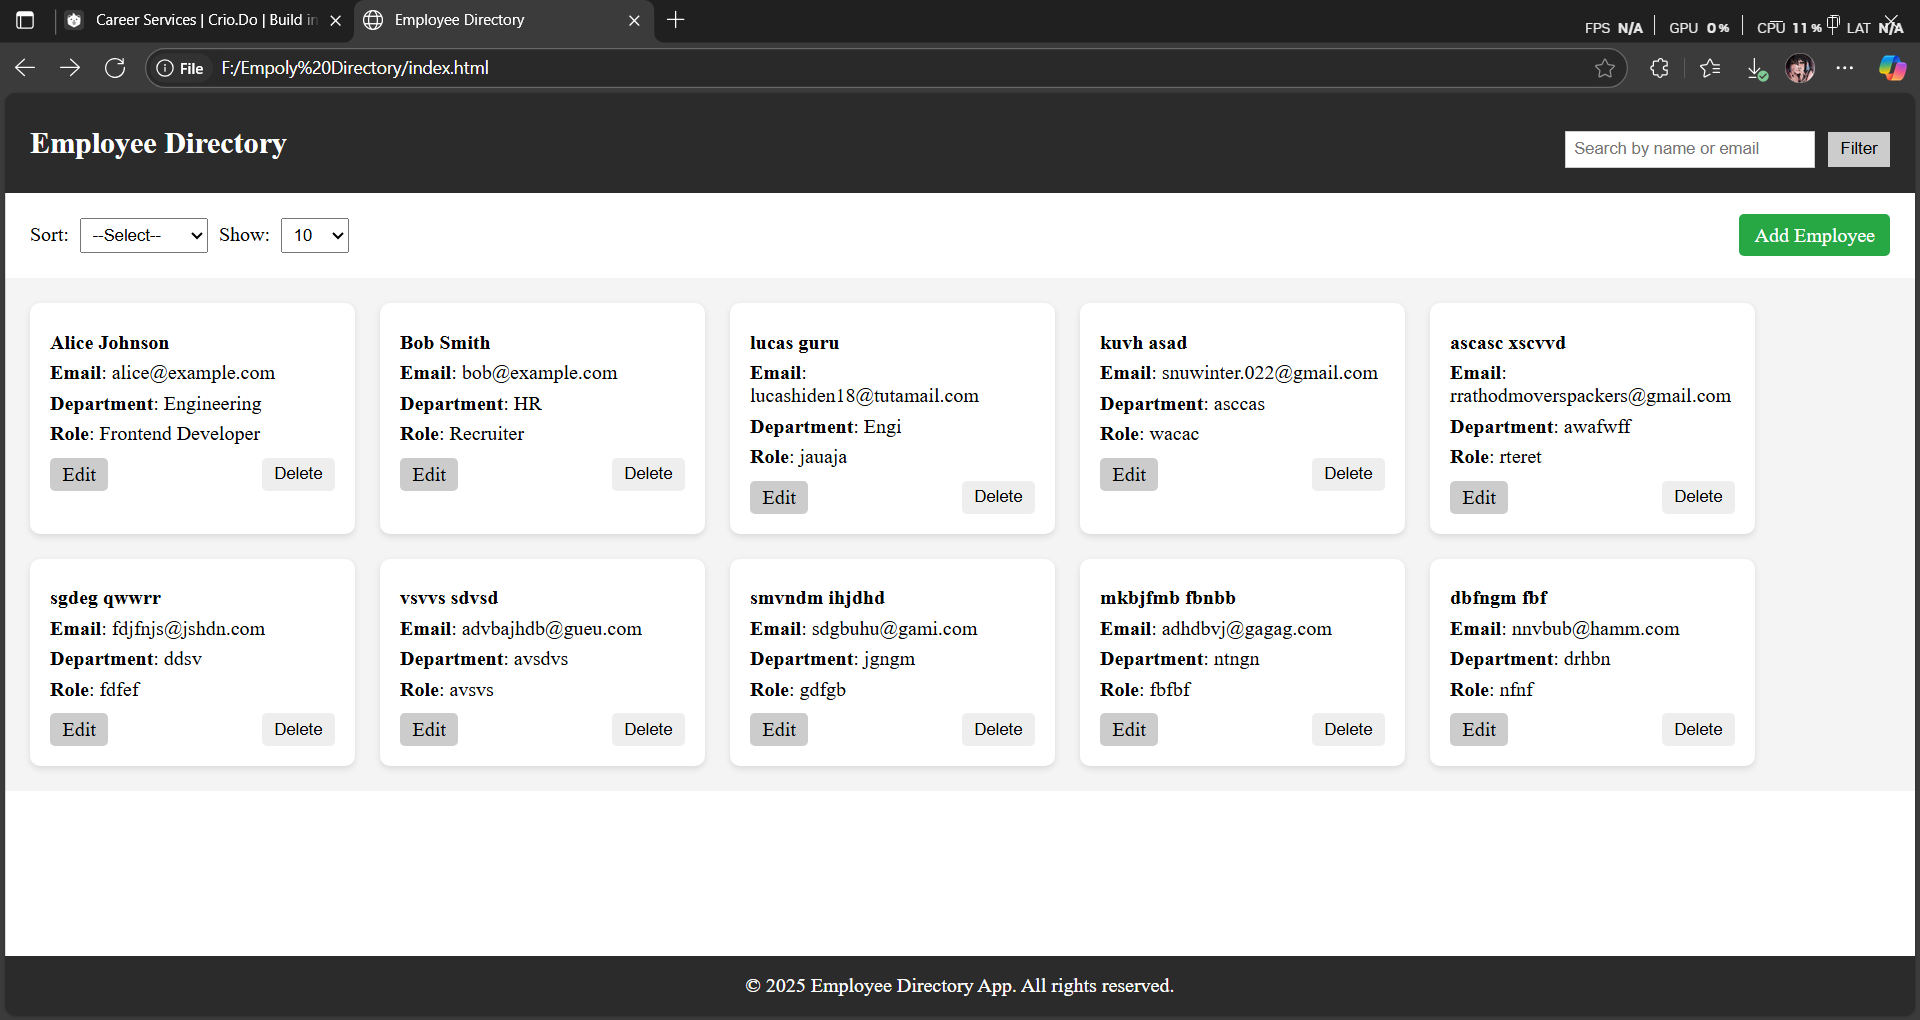 Career Services | Crio.Do | Build in
Employee Directory
FPS N/A GPU 0% CPU 11% LAT N/A
File F:/Empoly%20Directory/index.html
Employee Directory
Search by name or email
Filter
Sort: --Select-- Show: 10
Add Employee
Alice Johnson
Email: alice@example.com
Department: Engineering
Role: Frontend Developer
Edit Delete
Bob Smith
Email: bob@example.com
Department: HR
Role: Recruiter
Edit Delete
lucas guru
Email:
lucashiden18@tutamail.com
Department: Engi
Role: jauaja
Edit Delete
kuvh asad
Email: snuwinter.022@gmail.com
Department: asccas
Role: wacac
Edit Delete
ascasc xscvvd
Email:
rrathodmoverspackers@gmail.com
Department: awafwff
Role: rteret
Edit Delete
sgdeg qwwrr
Email: fdjfnjs@jshdn.com
Department: ddsv
Role: fdfef
Edit Delete
vsvvs sdvsd
Email: advbajhdb@gueu.com
Department: avsdvs
Role: avsvs
Edit Delete
smvndm ihjdhd
Email: sdgbuhu@gami.com
Department: jgngm
Role: gdfgb
Edit Delete
mkbjfmb fbnbb
Email: adhdbvj@gagag.com
Department: ntngn
Role: fbfbf
Edit Delete
dbfngm fbf
Email: nnvbub@hamm.com
Department: drhbn
Role: nfnf
Edit Delete
© 2025 Employee Directory App. All rights reserved.